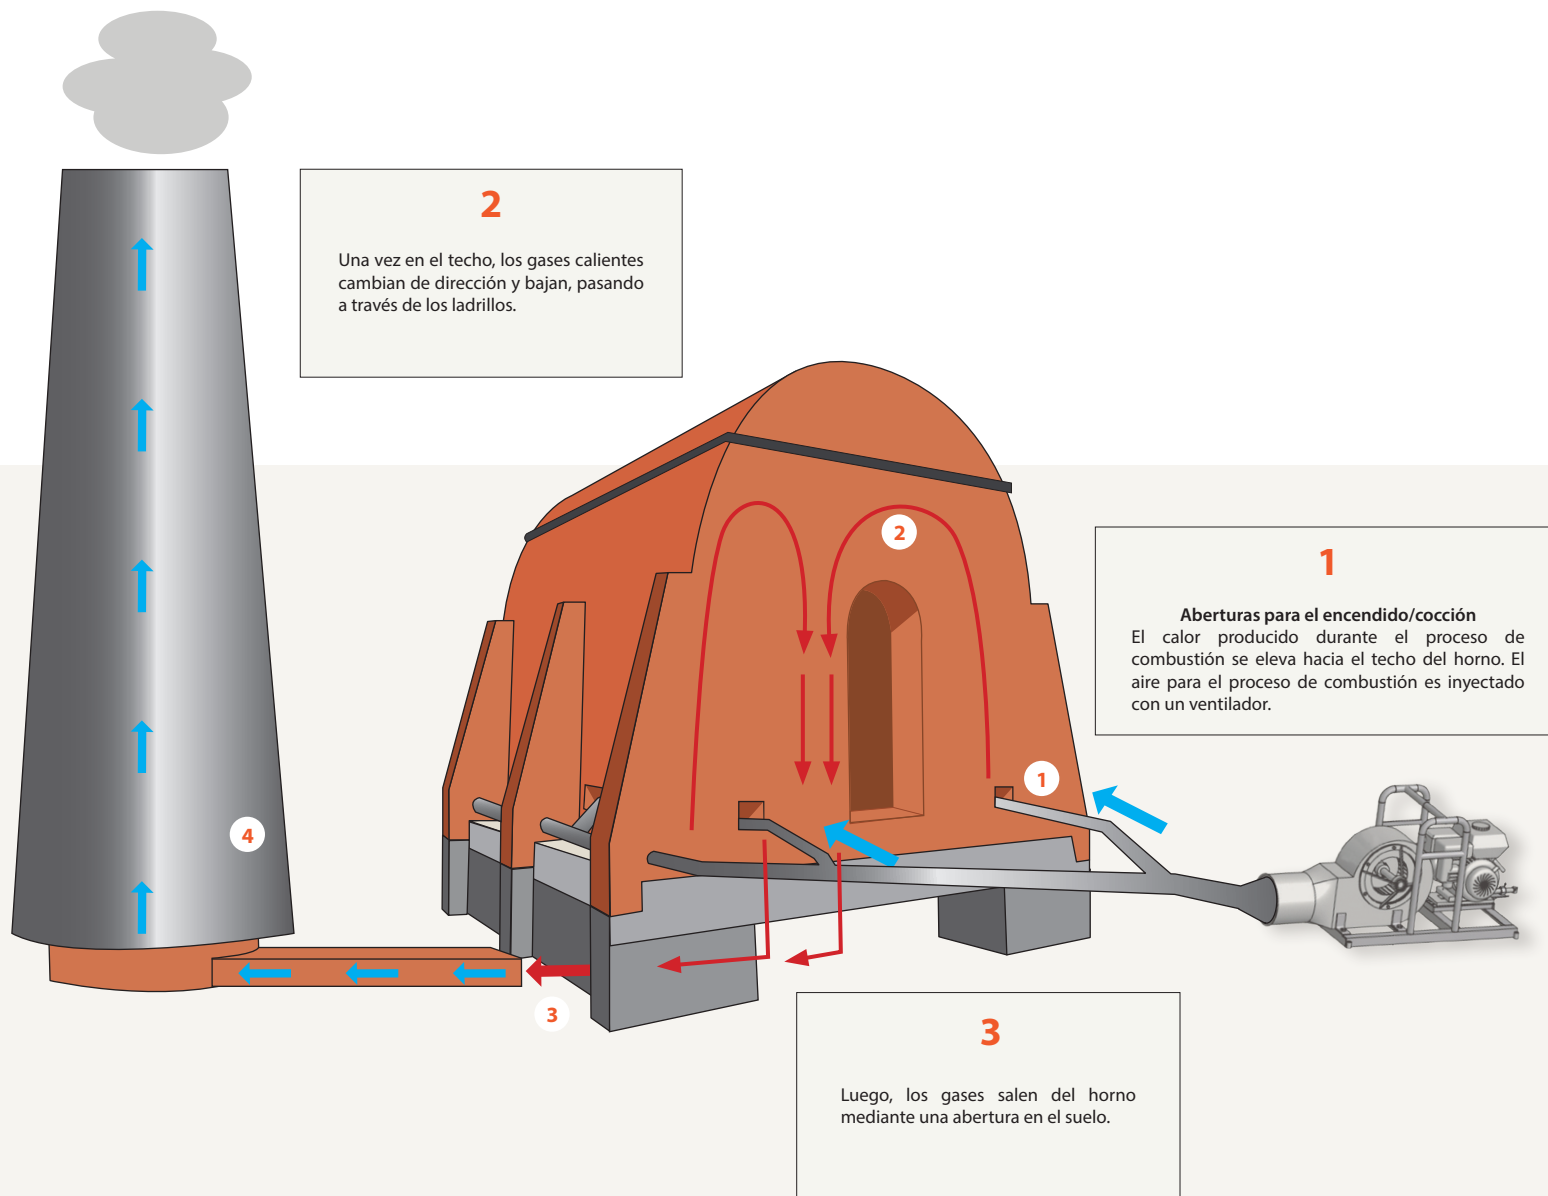 2
Una vez en el techo, los gases calientes
cambian de dirección y bajan, pasando
a través de los ladrillos.
2
1
Aberturas para el encendido/cocción
El calor producido durante el proceso de
combustión se eleva hacia el techo del horno. El
aire para el proceso de combustión es inyectado
con un ventilador.
1
4
3
3
Luego, los gases salen del horno
mediante una abertura en el suelo.